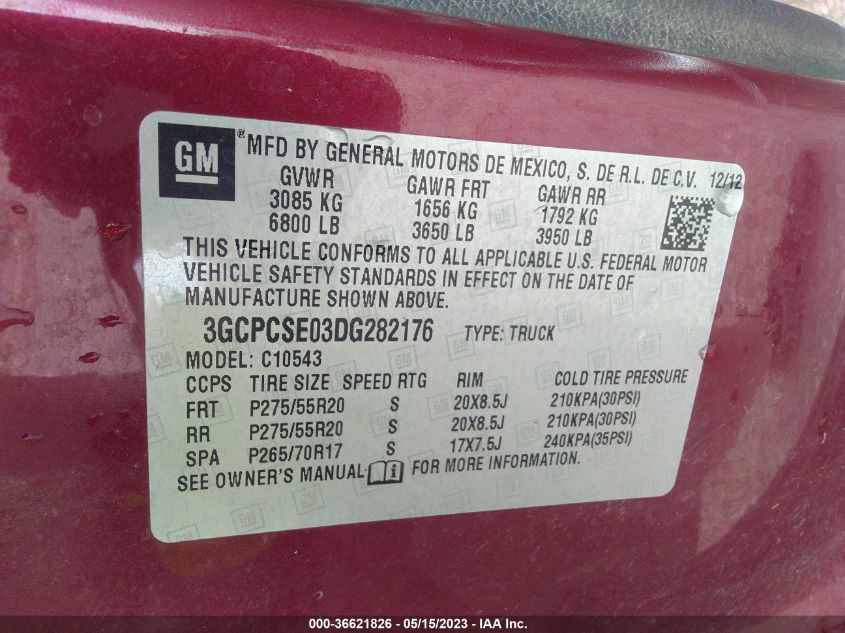 GM ® MFD BY GENERAL MOTORS DE MEXICO, S. DE R.L. DE C.V. 12/12
GVWR GAWR FRT GAWR RR
3085 KG 1656 KG 1792 KG
6800 LB 3650 LB 3950 LB
THIS VEHICLE CONFORMS TO ALL APPLICABLE U.S. FEDERAL MOTOR
VEHICLE SAFETY STANDARDS IN EFFECT ON THE DATE OF
MANUFACTURE SHOWN ABOVE.
3GCPCSE03DG282176 TYPE: TRUCK
MODEL: C10543
CCPS TIRE SIZE SPEED RTG RIM COLD TIRE PRESSURE
FRT P275/55R20 S 20X8.5J 210KPA(30PSI)
RR P275/55R20 S 20X8.5J 210KPA(30PSI)
SPA P265/70R17 S 17X7.5J 240KPA(35PSI)
SEE OWNER'S MANUAL i FOR MORE INFORMATION.
000-36621826 - 05/15/2023 - IAA Inc.